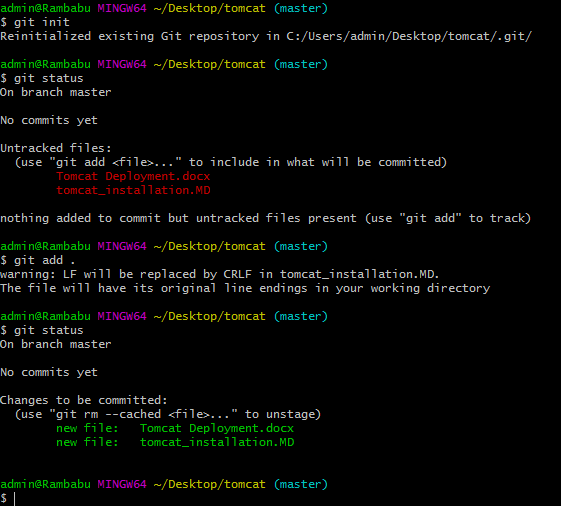 admin@Rambabu MINGW64 ~/Desktop/tomcat (master)
$ git init
Reinitialized existing Git repository in C:/Users/admin/Desktop/tomcat/.git/
admin@Rambabu MINGW64 ~/Desktop/tomcat (master)
$ git status
On branch master
No commits yet
Untracked files:
(use "git add <file>..." to include in what will be committed)
Tomcat Deployment.docx
tomcat_installation.MD
nothing added to commit but untracked files present (use "git add" to track)
admin@Rambabu MINGW64 ~/Desktop/tomcat (master)
$ git add .
warning: LF will be replaced by CRLF in tomcat_installation.MD.
The file will have its original line endings in your working directory
admin@Rambabu MINGW64 ~/Desktop/tomcat (master)
$ git status
On branch master
No commits yet
Changes to be committed:
(use "git rm --cached <file>..." to unstage)
new file:   Tomcat Deployment.docx
new file:   tomcat_installation.MD
admin@Rambabu MINGW64 ~/Desktop/tomcat (master)
$